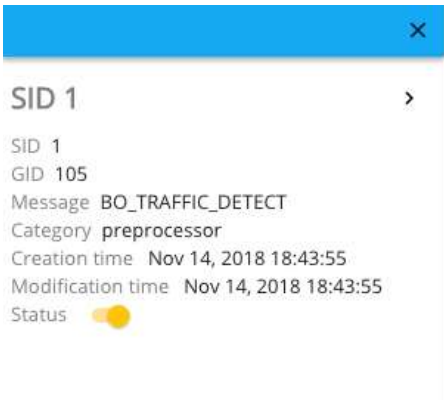 SID 1
SID 1
GID 105
Message BO_TRAFFIC_DETECT
Category preprocessor
Creation time Nov 14, 2018 18:43:55
Modification time Nov 14, 2018 18:43:55
Status